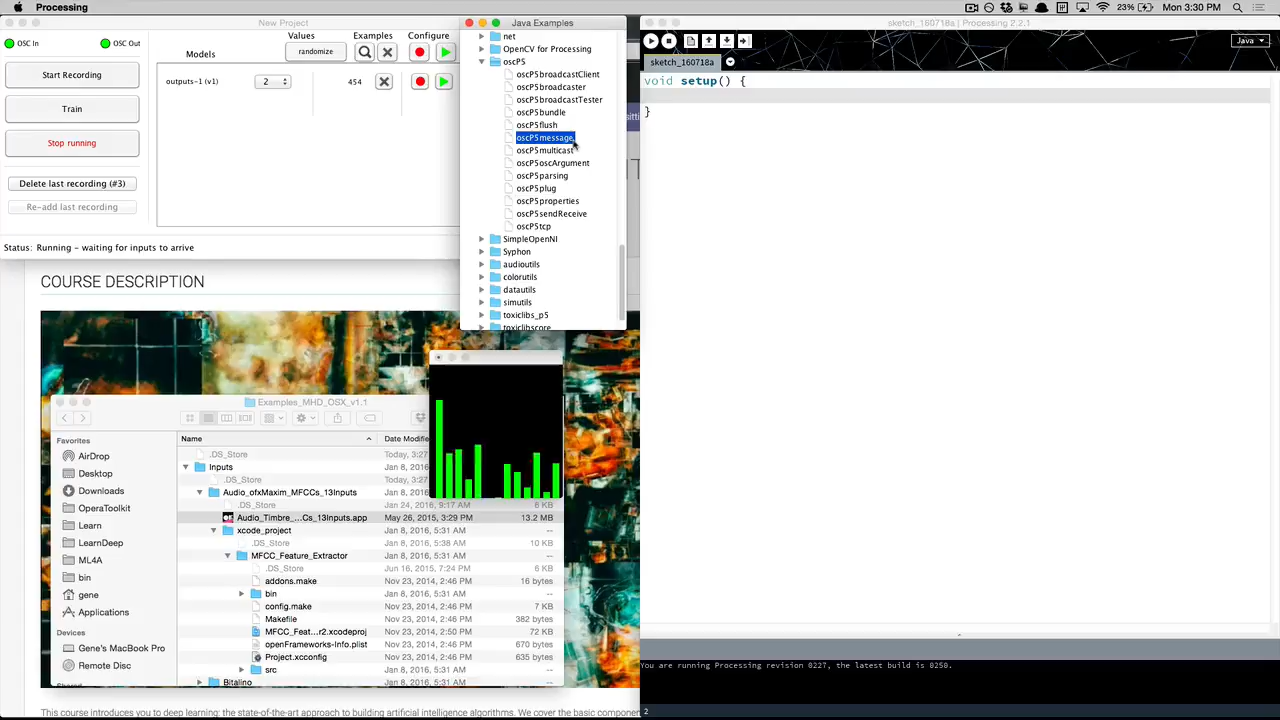 Processing
23%
Mon 3:30 PM
New Project
OSC In
OSC Out
Models
Values
Examples
Configure
randomize
Start Recording
Train
Stop running
Delete last recording (#3)
Re-add last recording
outputs-1 (v1)
2
454
Status: Running - waiting for inputs to arrive
Java Examples
net
OpenCV for Processing
oscP5
oscP5broadcastClient
oscP5broadcaster
oscP5broadcastTester
oscP5bundle
oscP5flush
oscP5message
oscP5multicast
oscP5oscArgument
oscP5parsing
oscP5plug
oscP5properties
oscP5sendReceive
oscP5tcp
SimpleOpenNI
Syphon
audioutils
colorutils
datautils
simutils
toxiclibs_p5
toxiclibscore
sketch_160718a | Processing 2.2.1
Java
sketch_160718a
void setup() {
}
You are running Processing revision 0227, the latest build is 0250.
2
COURSE DESCRIPTION
Examples_MHD_OSX_v1.1
Favorites
AirDrop
Desktop
Downloads
OperaToolkit
Learn
LearnDeep
ML4A
bin
gene
Applications
Devices
Gene's MacBook Pro
Remote Disc
Shared
Name
Date Modifie
.DS_Store
Today, 3:27
Inputs
Jan 8, 2016,
.DS_Store
Today, 3:27
Audio_ofxMaxim_MFCCs_13Inputs
Jan 8, 2016,
.DS_Store
Jan 24, 2016, 9:17 AM
6 KB
Audio_Timbre_...Cs_13Inputs.app
May 26, 2015, 3:29 PM
13.2 MB
xcode_project
Jan 8, 2016, 5:31 AM
--
.DS_Store
Jan 8, 2016, 5:38 AM
10 KB
MFCC_Feature_Extractor
Jan 8, 2016, 5:31 AM
--
.DS_Store
Jun 16, 2015, 7:24 PM
6 KB
addons.make
Nov 23, 2014, 2:46 PM
16 bytes
bin
Jan 8, 2016, 5:31 AM
--
config.make
Nov 23, 2014, 2:46 PM
7 KB
Makefile
Nov 23, 2014, 2:46 PM
382 bytes
MFCC_Feat...r2.xcodeproj
Nov 23, 2014, 2:50 PM
72 KB
openFrameworks-Info.plist
Nov 23, 2014, 2:46 PM
670 bytes
Project.xcconfig
Nov 23, 2014, 2:46 PM
635 bytes
src
Jan 8, 2016, 5:31 AM
--
Bitalino
Jan 8, 2016, 5:31 AM
--
This course introduces you to deep learning: the state-of-the-art approach to building artificial intelligence algorithms. We cover the basic compone